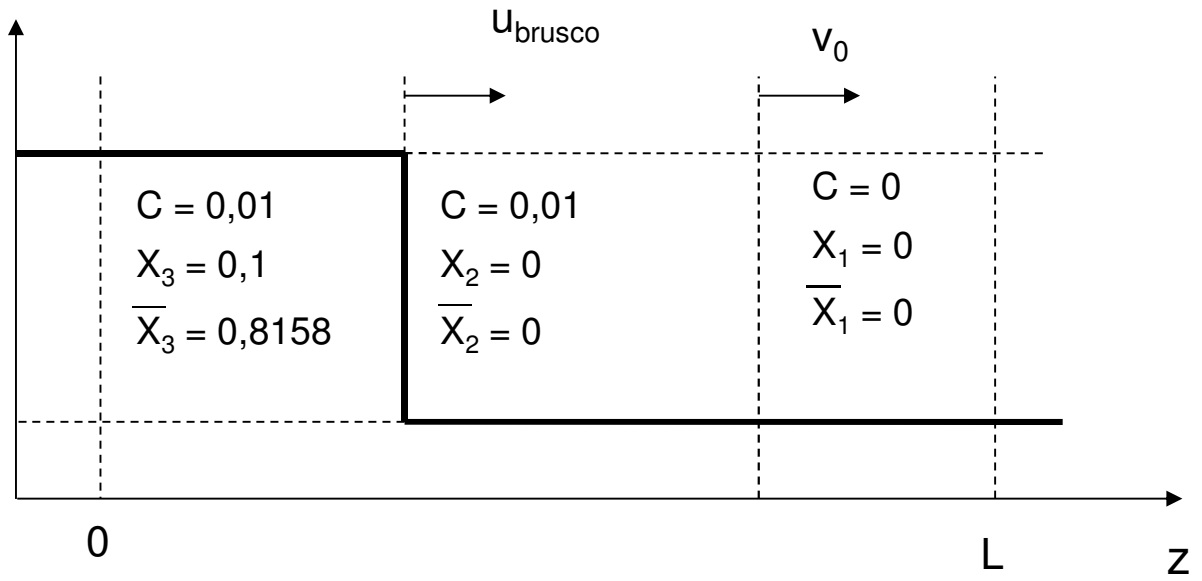 u_brusco
v_0
C = 0,01
X_3 = 0,1
X̅_3 = 0,8158
C = 0,01
X_2 = 0
X̅_2 = 0
C = 0
X_1 = 0
X̅_1 = 0
0
L
z